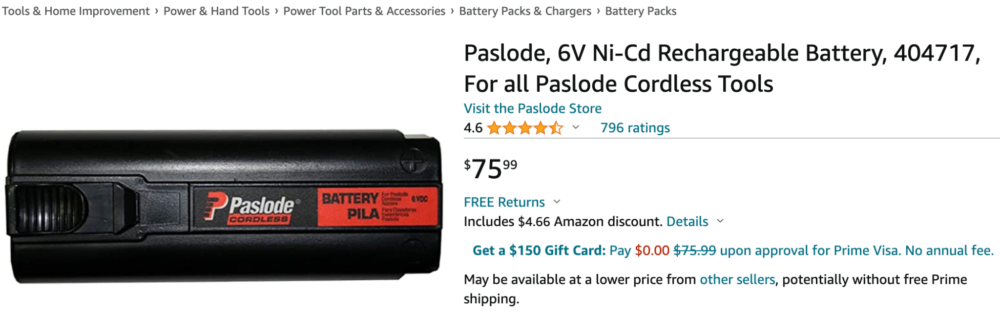 Tools & Home Improvement › Power & Hand Tools › Power Tool Parts & Accessories › Battery Packs & Chargers › Battery Packs
Paslode, 6V Ni-Cd Rechargeable Battery, 404717,
For all Paslode Cordless Tools
Visit the Paslode Store
4.6 796 ratings
$75.99
FREE Returns
Includes $4.66 Amazon discount. Details
Get a $150 Gift Card: Pay $0.00 $75.99 upon approval for Prime Visa. No annual fee.
May be available at a lower price from other sellers, potentially without free Prime
shipping.
Paslode®
CORDLESS
BATTERY
PILA
For Paslode
Cordless
Nailers
6 VDC
Para Clavadoras
Inalámbricas
Paslode